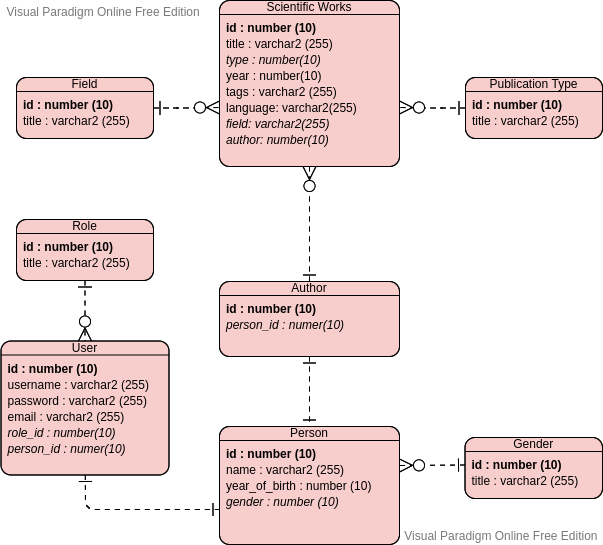 Visual Paradigm Online Free Edition
Scientific Works
id : number (10)
title : varchar2 (255)
type : number(10)
year : number(10)
tags : varchar2 (255)
language: varchar2(255)
field: varchar2(255)
author: number(10)
Field
id : number (10)
title : varchar2 (255)
Publication Type
id : number (10)
title : varchar2 (255)
Role
id : number (10)
title : varchar2 (255)
Author
id : number (10)
person_id : numer(10)
User
id : number (10)
username : varchar2 (255)
password : varchar2 (255)
email : varchar2 (255)
role_id : number(10)
person_id : numer(10)
Person
id : number (10)
name : varchar2 (255)
year_of_birth : number (10)
gender : number (10)
Gender
id : number (10)
title : varchar2 (255)
Visual Paradigm Online Free Edition